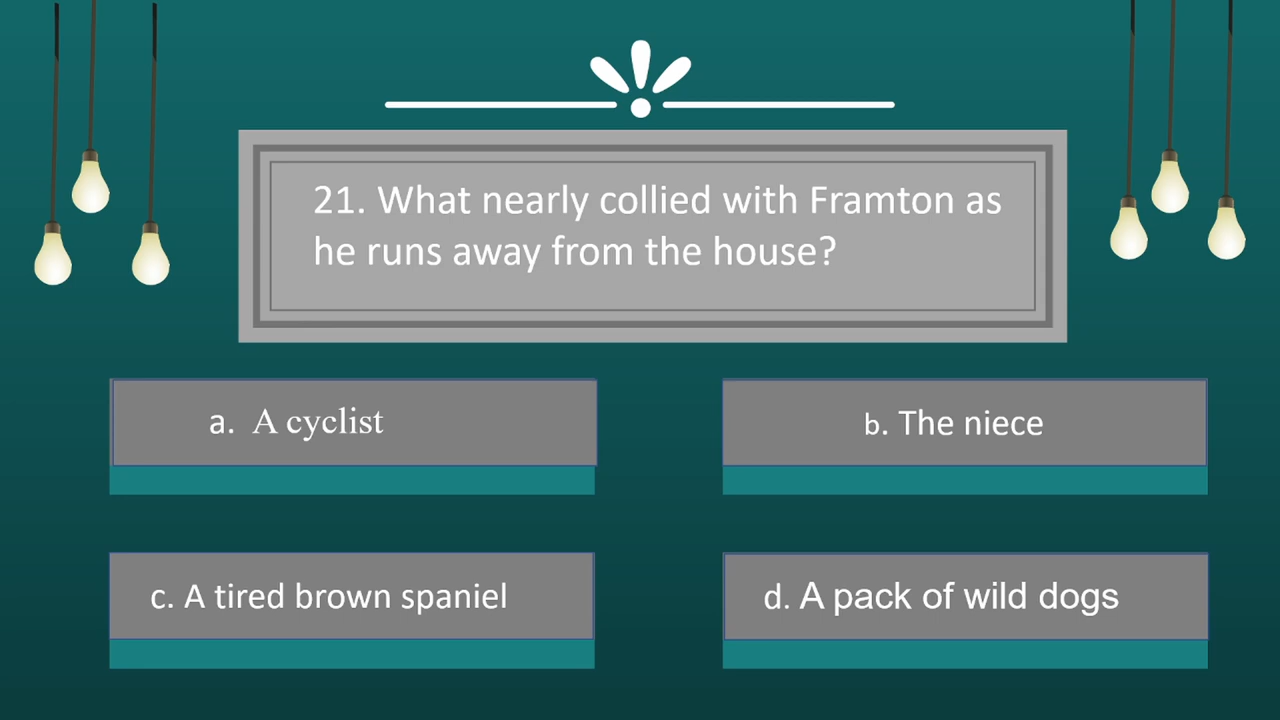 21. What nearly collied with Framton as
he runs away from the house?
a. A cyclist
b. The niece
c. A tired brown spaniel
d. A pack of wild dogs